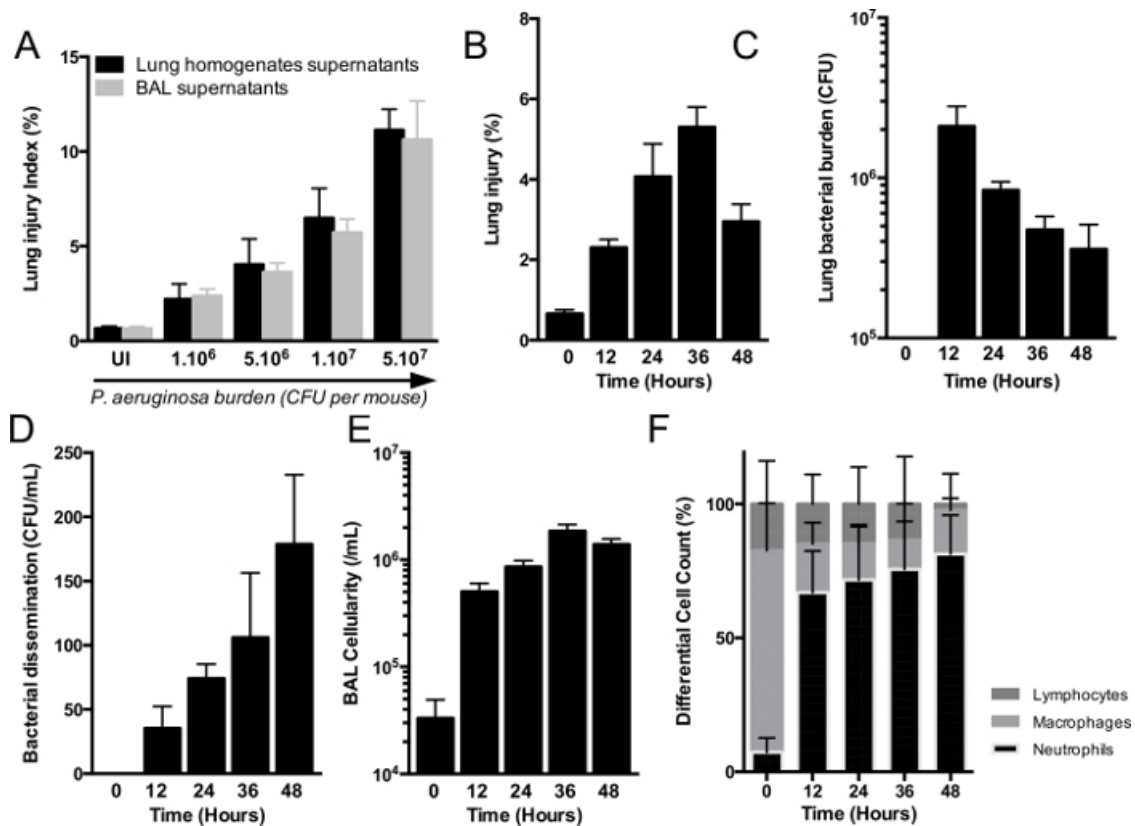 A
15
10
5
0
Lung injury Index (%)
Lung homogenates supernatants
BAL supernatants
UI 1.10⁶ 5.10⁶ 1.10⁷ 5.10⁷
P. aeruginosa burden (CFU per mouse)
B
8
6
4
2
0
Lung injury (%)
0 12 24 36 48
Time (Hours)
C
10⁷
10⁶
10⁵
Lung bacterial burden (CFU)
0 12 24 36 48
Time (Hours)
D
250
200
150
100
50
0
Bacterial dissemination (CFU/mL)
0 12 24 36 48
Time (Hours)
E
10⁷
10⁶
10⁵
10⁴
BAL Cellularity (/mL)
0 12 24 36 48
Time (Hours)
F
100
50
0
Differential Cell Count (%)
0 12 24 36 48
Time (Hours)
Lymphocytes
Macrophages
Neutrophils